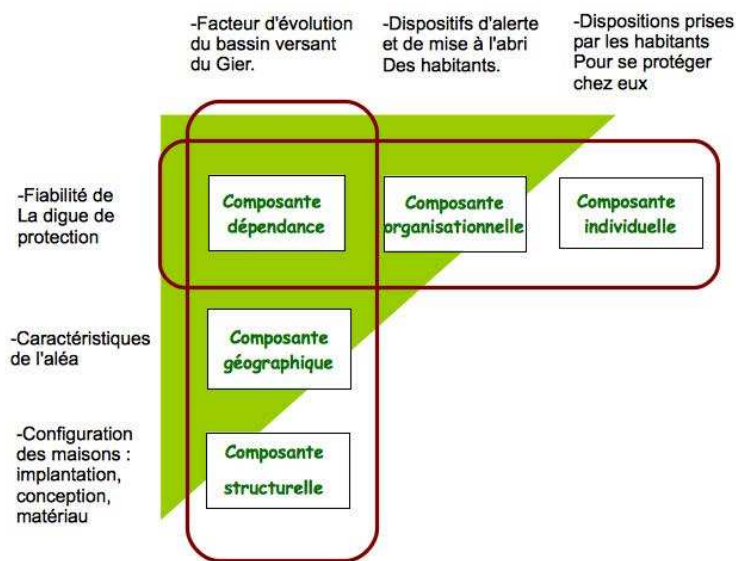 -Facteur d'évolution
du bassin versant
du Gier.
-Dispositifs d'alerte
et de mise à l'abri
Des habitants.
-Dispositions prises
par les habitants
Pour se protéger
chez eux
-Fiabilité de
La digue de
protection
Composante
dépendance
Composante
organisationnelle
Composante
individuelle
-Caractéristiques
de l'aléa
Composante
géographique
-Configuration
des maisons :
implantation,
conception,
matériau
Composante
structurelle